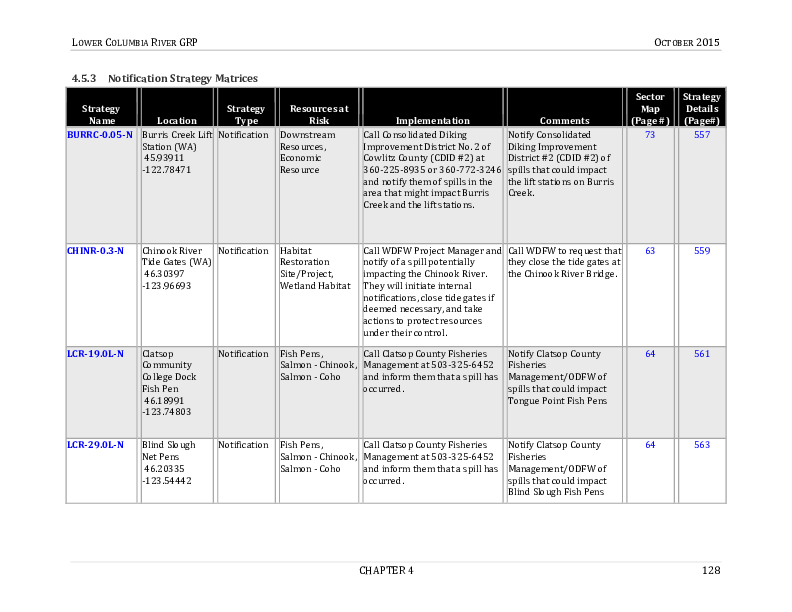 LOWER COLUMBIA RIVER GRP
OCTOBER 2015
4.5.3 Notification Strategy Matrices
Strategy
Name
Location
Strategy
Type
Resources at
Risk
Implementation
Comments
Sector
Map
(Page#)
Strategy
Details
(Page#)
BURRC-0.05-N
Burris Creek Lift
Station (WA)
45.93911
-122.78471
Notification
Downstream
Resources,
Economic
Resource
Call Consolidated Diking
Improvement District No. 2 of
Cowlitz County (CDID #2) at
360-225-8935 or 360-772-3246
and notify them of spills in the
area that might impact Burris
Creek and the lift stations.
Notify Consolidated
Diking Improvement
District #2 (CDID #2) of
spills that could impact
the lift stations on Burris
Creek.
73
557
CHINR-0.3-N
Chinook River
Tide Gates (WA)
46.30397
-123.96693
Notification
Habitat
Restoration
Site/Project,
Wetland Habitat
Call WDFW Project Manager and
notify of a spill potentially
impacting the Chinook River.
They will initiate internal
notifications, close tide gates if
deemed necessary, and take
actions to protect resources
under their control.
Call WDFW to request that
they close the tide gates at
the Chinook River Bridge.
63
559
LCR-19.0L-N
Clatsop
Community
College Dock
Fish Pen
46.18991
-123.74803
Notification
Fish Pens,
Salmon - Chinook,
Salmon - Coho
Call Clatsop County Fisheries
Management at 503-325-6452
and inform them that a spill has
occurred.
Notify Clatsop County
Fisheries
Management/ODFW of
spills that could impact
Tongue Point Fish Pens
64
561
LCR-29.0L-N
Blind Slough
Net Pens
46.20335
-123.54442
Notification
Fish Pens,
Salmon - Chinook,
Salmon - Coho
Call Clatsop County Fisheries
Management at 503-325-6452
and inform them that a spill has
occurred.
Notify Clatsop County
Fisheries
Management/ODFW of
spills that could impact
Blind Slough Fish Pens
64
563
CHAPTER 4
128